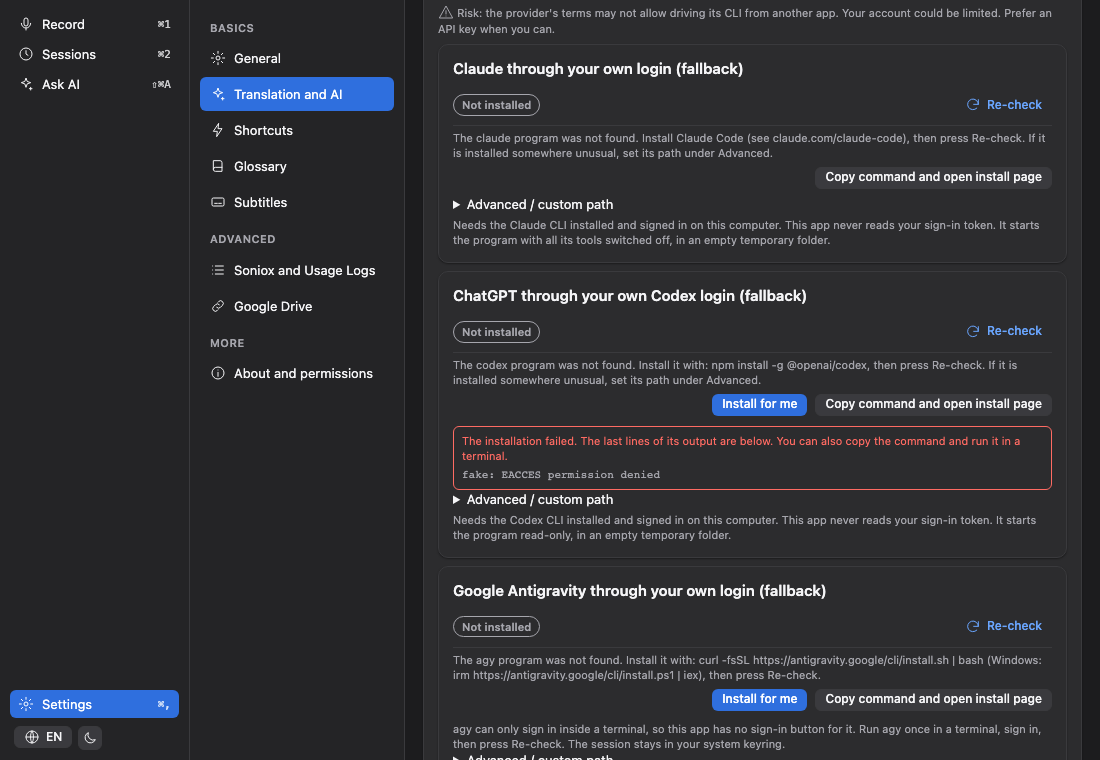 Record ⌘1
Sessions ⌘2
Ask AI ⇧⌘A
Settings ⌘,
EN
BASICS
General
Translation and AI
Shortcuts
Glossary
Subtitles
ADVANCED
Soniox and Usage Logs
Google Drive
MORE
About and permissions
Risk: the provider's terms may not allow driving its CLI from another app. Your account could be limited. Prefer an
API key when you can.
Claude through your own login (fallback)
Not installed
Re-check
The claude program was not found. Install Claude Code (see claude.com/claude-code), then press Re-check. If it
is installed somewhere unusual, set its path under Advanced.
Copy command and open install page
Advanced / custom path
Needs the Claude CLI installed and signed in on this computer. This app never reads your sign-in token. It starts
the program with all its tools switched off, in an empty temporary folder.
ChatGPT through your own Codex login (fallback)
Not installed
Re-check
The codex program was not found. Install it with: npm install -g @openai/codex, then press Re-check. If it is
installed somewhere unusual, set its path under Advanced.
Install for me
Copy command and open install page
The installation failed. The last lines of its output are below. You can also copy the command and run it in a
terminal.
fake: EACCES permission denied
Advanced / custom path
Needs the Codex CLI installed and signed in on this computer. This app never reads your sign-in token. It starts
the program read-only, in an empty temporary folder.
Google Antigravity through your own login (fallback)
Not installed
Re-check
The agy program was not found. Install it with: curl -fsSL https://antigravity.google/cli/install.sh | bash (Windows:
irm https://antigravity.google/cli/install.ps1 | iex), then press Re-check.
Install for me
Copy command and open install page
agy can only sign in inside a terminal, so this app has no sign-in button for it. Run agy once in a terminal, sign in,
then press Re-check. The session stays in your system keyring.
Advanced / custom path